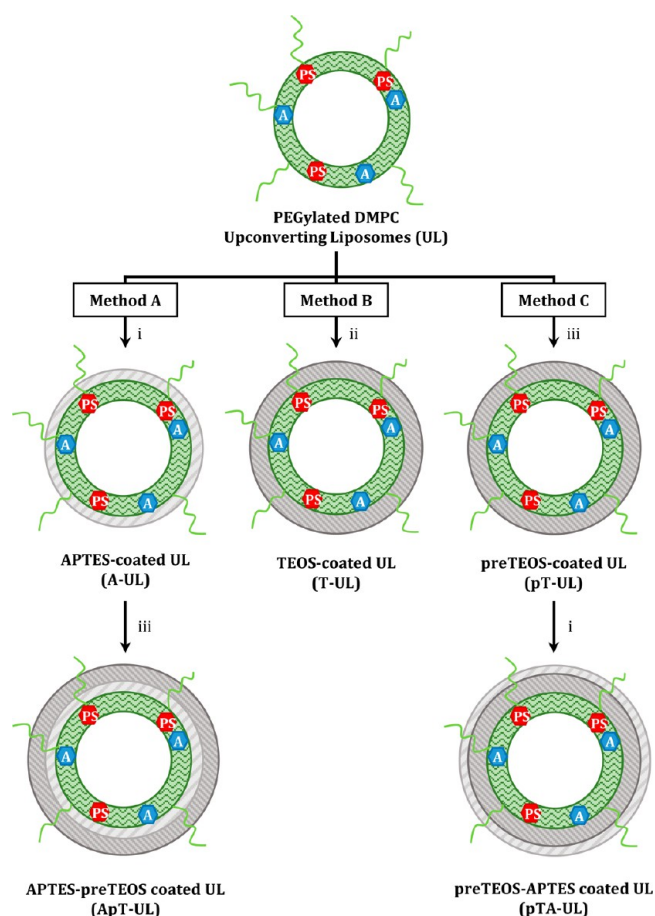 PS
PS
A
A
PS
A
PEGylated DMPC
Upconverting Liposomes (UL)
Method A
Method B
Method C
i
ii
iii
PS
PS
A
A
PS
A
PS
PS
A
A
PS
A
PS
PS
A
A
PS
A
APTES-coated UL
(A-UL)
TEOS-coated UL
(T-UL)
preTEOS-coated UL
(pT-UL)
iii
i
PS
PS
A
A
PS
A
PS
PS
A
A
PS
A
APTES-preTEOS coated UL
(ApT-UL)
preTEOS-APTES coated UL
(pTA-UL)